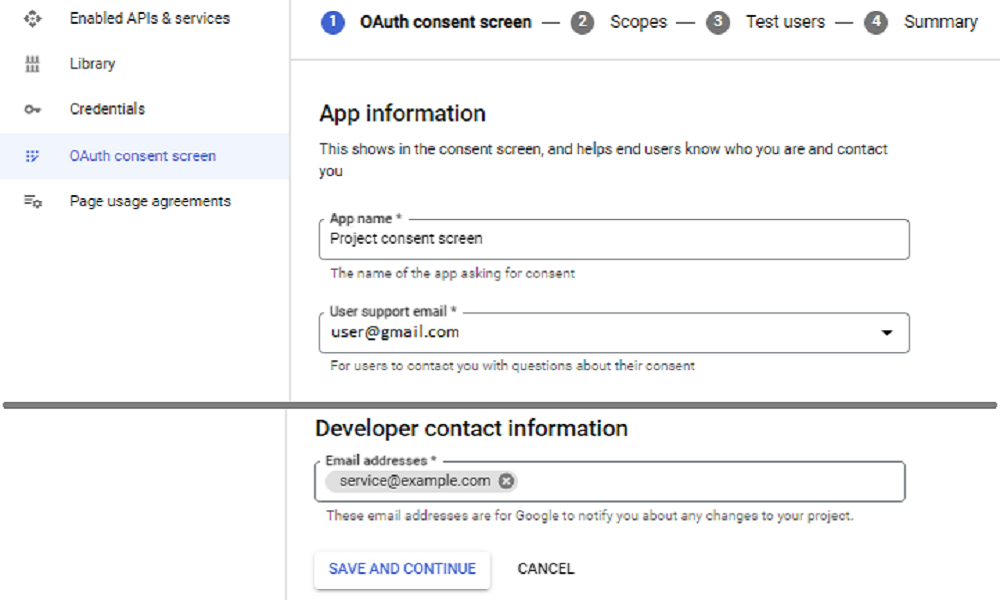 Enabled APIs & services
Library
Credentials
OAuth consent screen
Page usage agreements
1 OAuth consent screen — 2 Scopes — 3 Test users — 4 Summary
App information
This shows in the consent screen, and helps end users know who you are and contact
you
App name *
Project consent screen
The name of the app asking for consent
User support email *
user@gmail.com
For users to contact you with questions about their consent
Developer contact information
Email addresses *
service@example.com
These email addresses are for Google to notify you about any changes to your project.
SAVE AND CONTINUE CANCEL